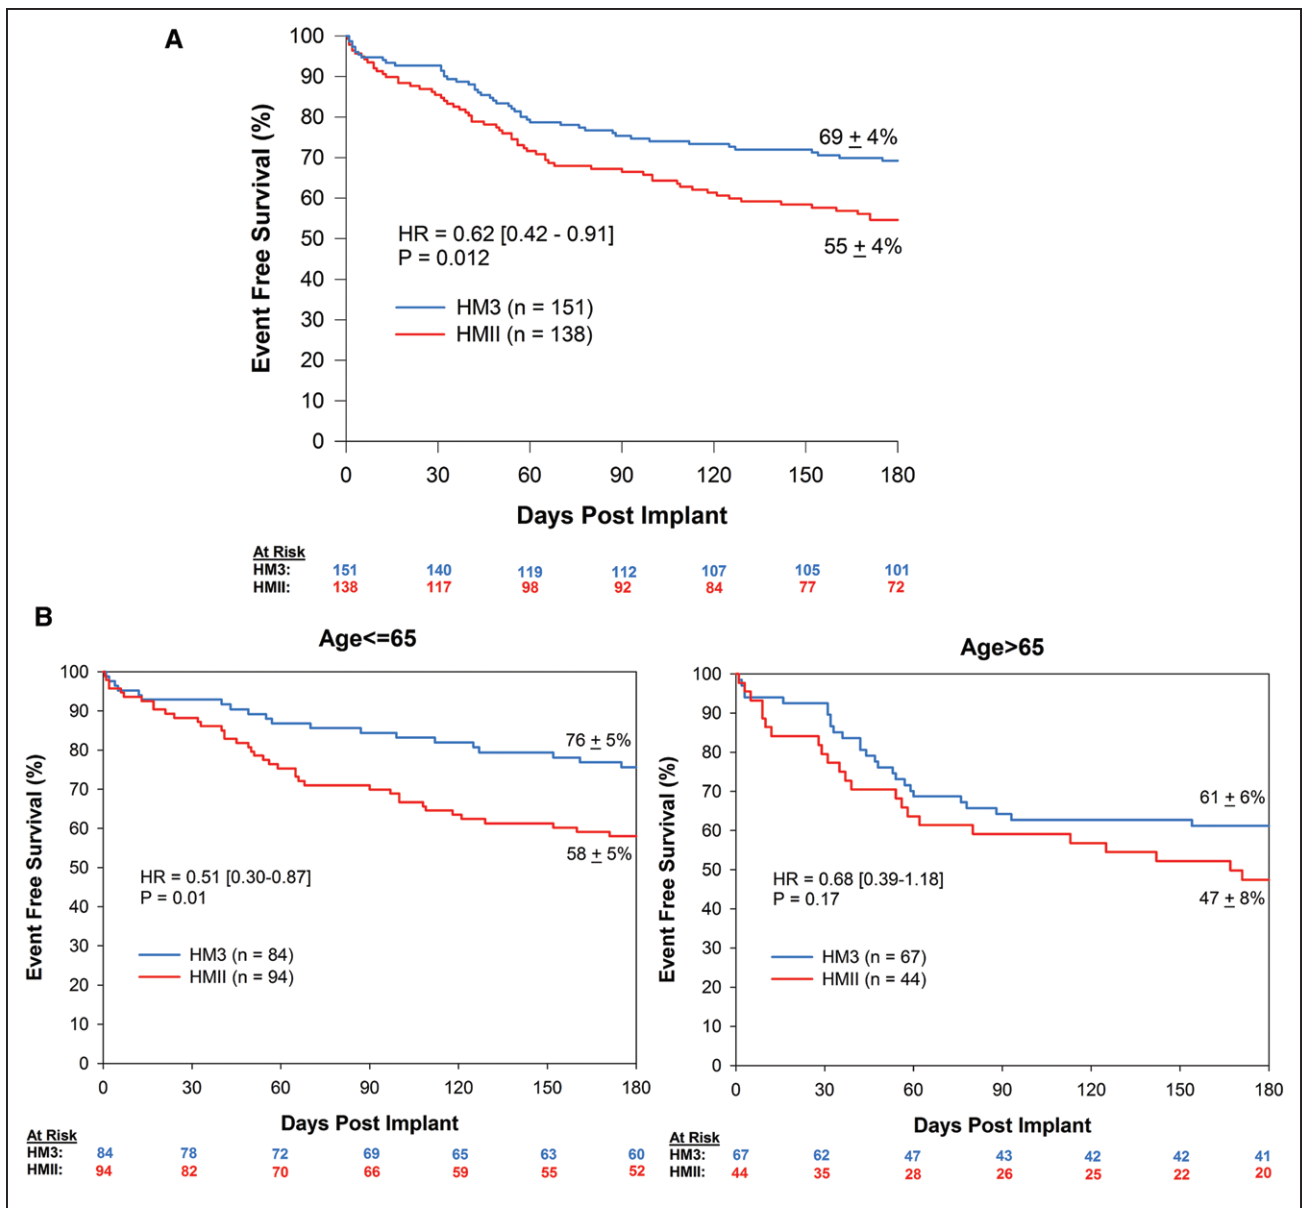 A
Event Free Survival (%)
100
90
80
70
60
50
40
30
20
10
0
69 ± 4%
55 ± 4%
HR = 0.62 [0.42 - 0.91]
P = 0.012
HM3 (n = 151)
HMII (n = 138)
0 30 60 90 120 150 180
Days Post Implant
At Risk
HM3: 151 140 119 112 107 105 101
HMII: 138 117 98 92 84 77 72
B
Age<=65
Event Free Survival (%)
100
90
80
70
60
50
40
30
20
10
0
76 ± 5%
58 ± 5%
HR = 0.51 [0.30-0.87]
P = 0.01
HM3 (n = 84)
HMII (n = 94)
0 30 60 90 120 150 180
Days Post Implant
At Risk
HM3: 84 78 72 69 65 63 60
HMII: 94 82 70 66 59 55 52
Age>65
Event Free Survival (%)
100
90
80
70
60
50
40
30
20
10
0
61 ± 6%
47 ± 8%
HR = 0.68 [0.39-1.18]
P = 0.17
HM3 (n = 67)
HMII (n = 44)
0 30 60 90 120 150 180
Days Post Implant
At Risk
HM3: 67 62 47 43 42 42 41
HMII: 44 35 28 26 25 22 20